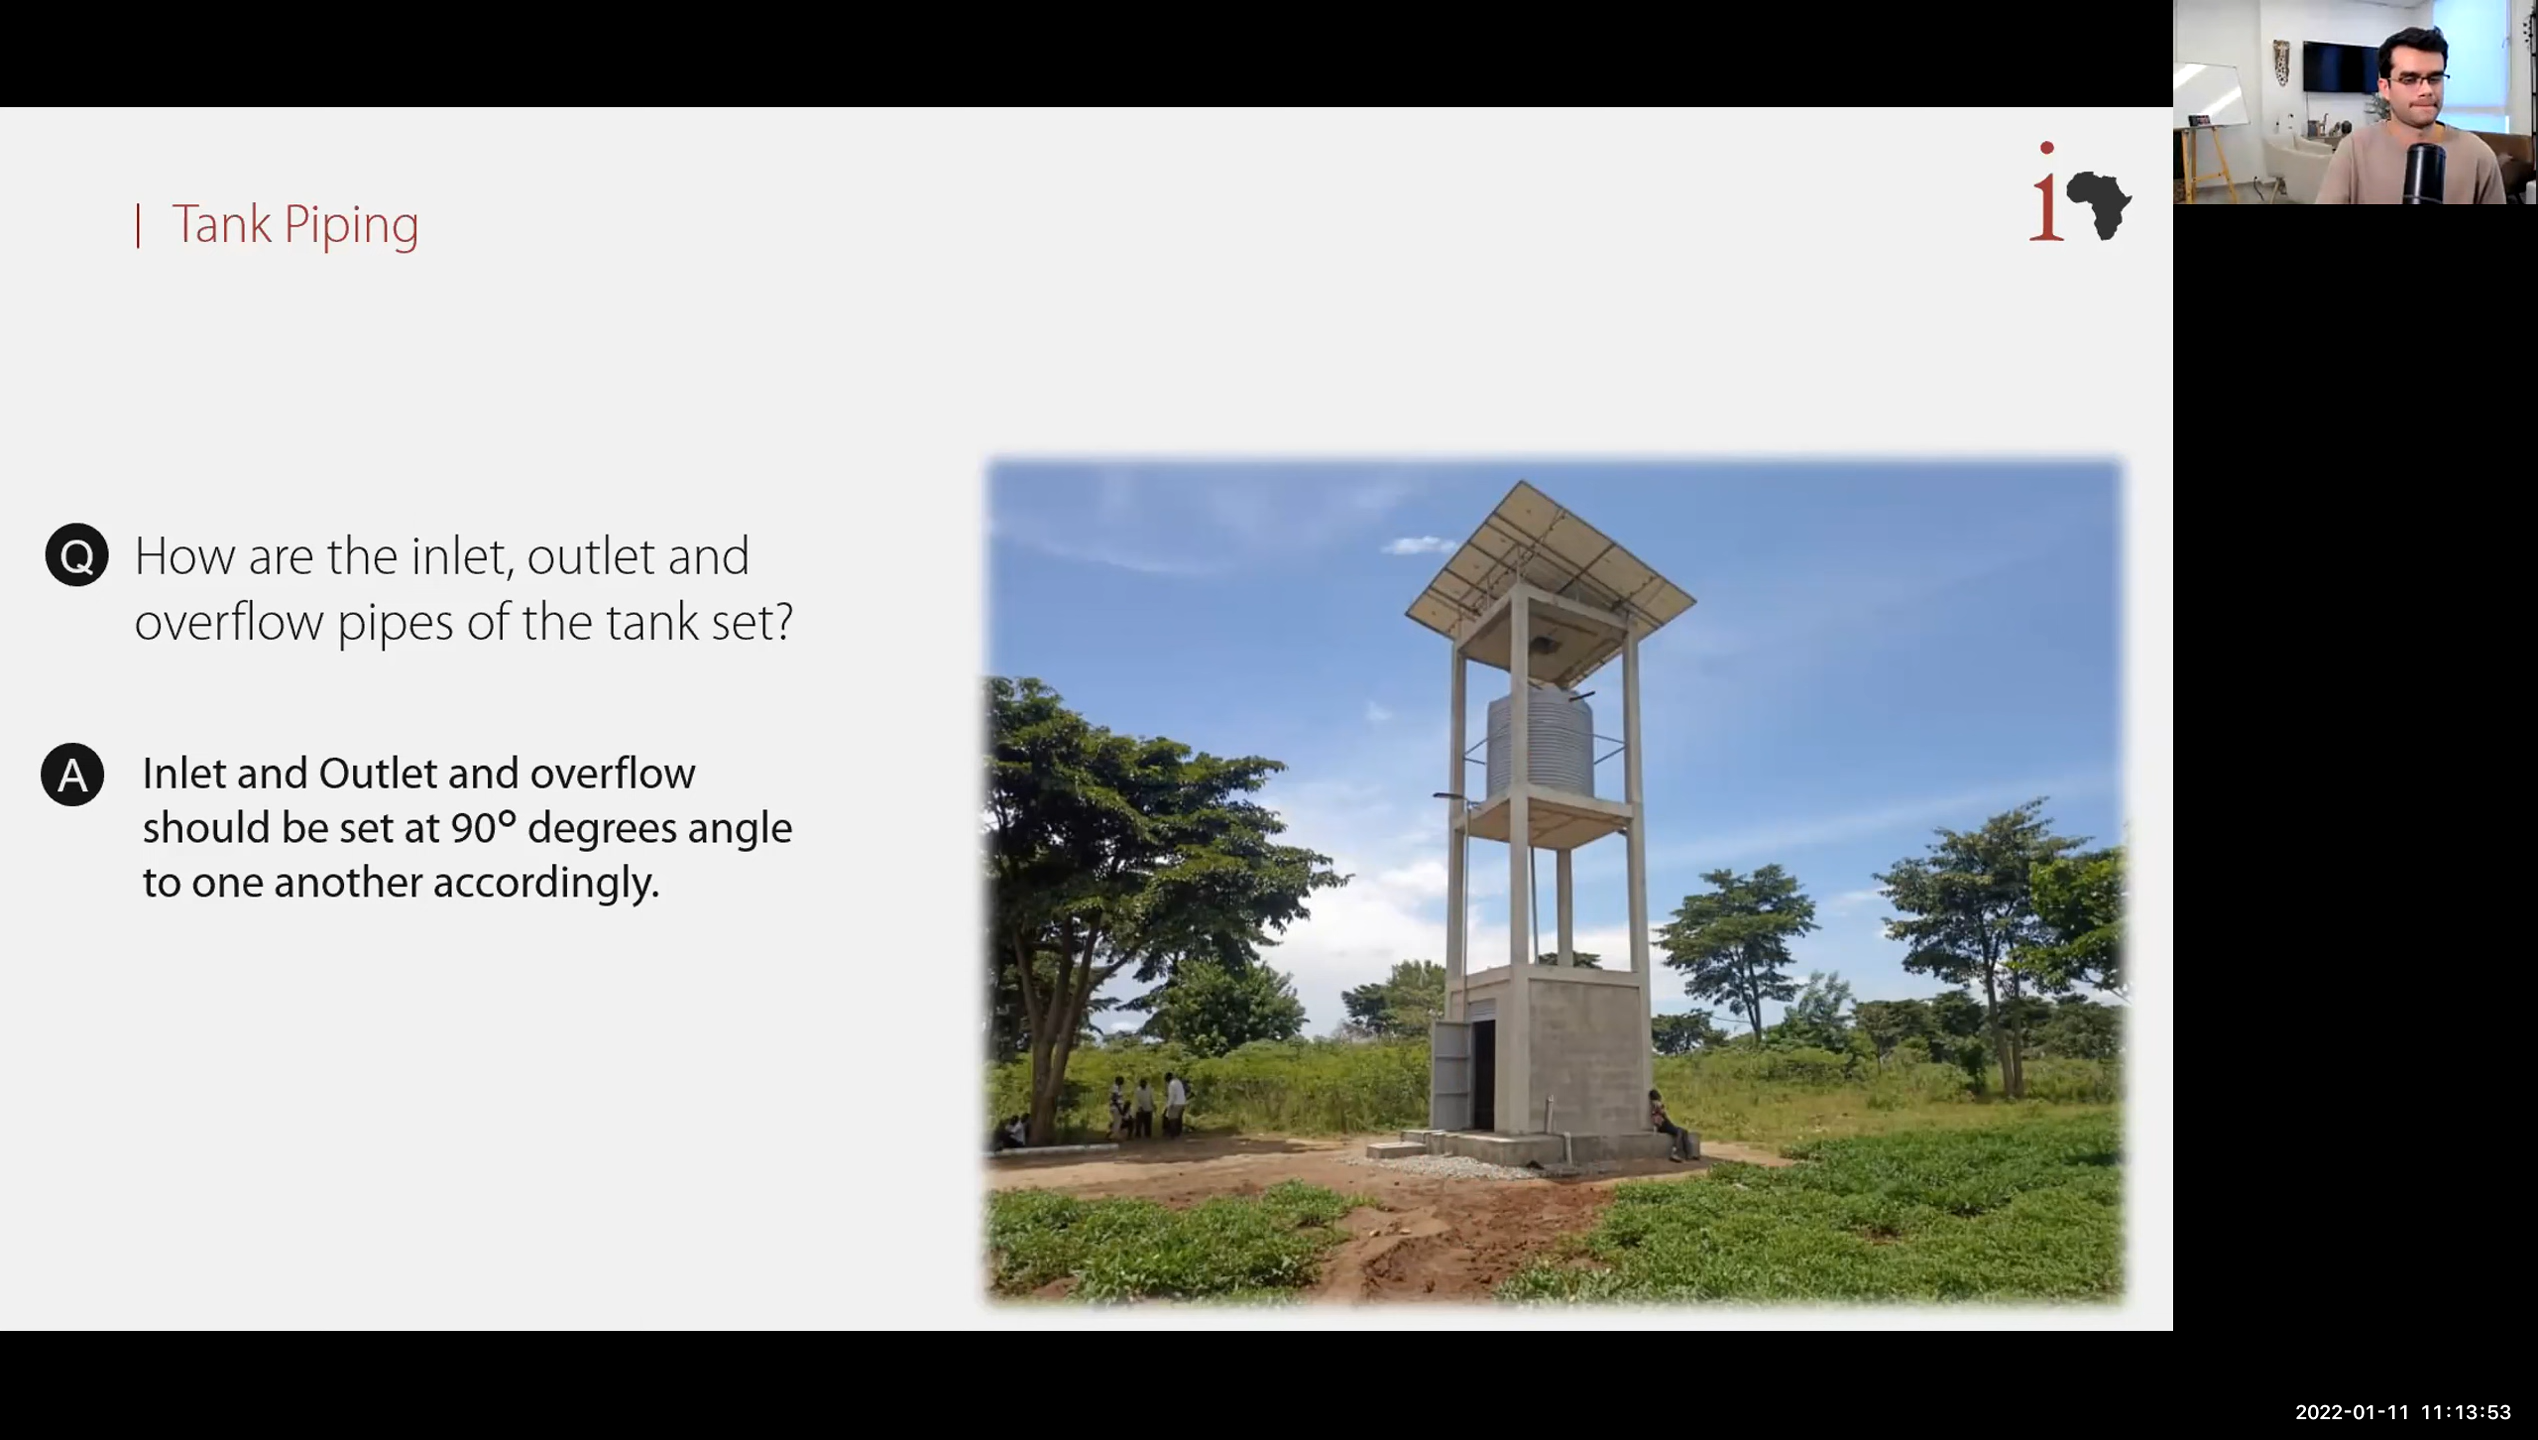 Tank Piping
i
Q
How are the inlet, outlet and
overflow pipes of the tank set?
A
Inlet and Outlet and overflow
should be set at 90° degrees angle
to one another accordingly.
2022-01-11 11:13:53